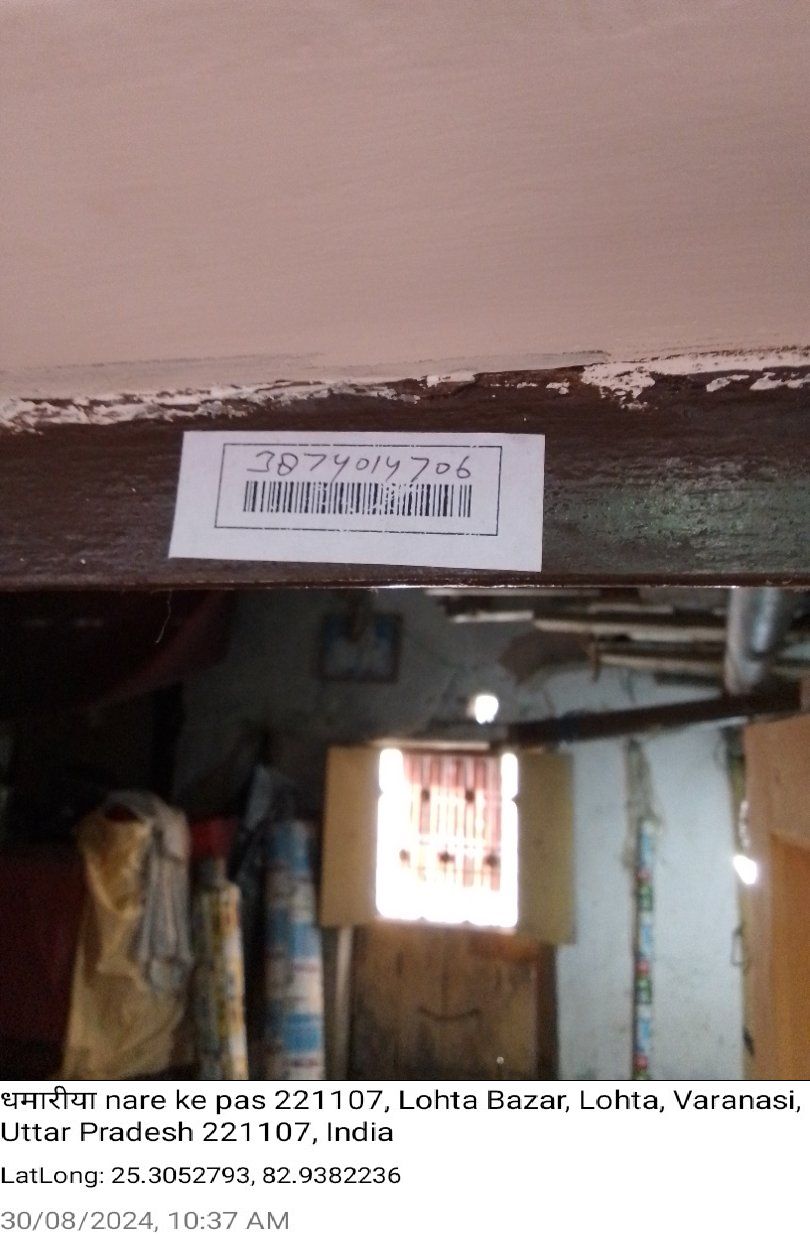 3874014706
धमारीया nare ke pas 221107, Lohta Bazar, Lohta, Varanasi,
Uttar Pradesh 221107, India
LatLong: 25.3052793, 82.9382236
30/08/2024, 10:37 AM